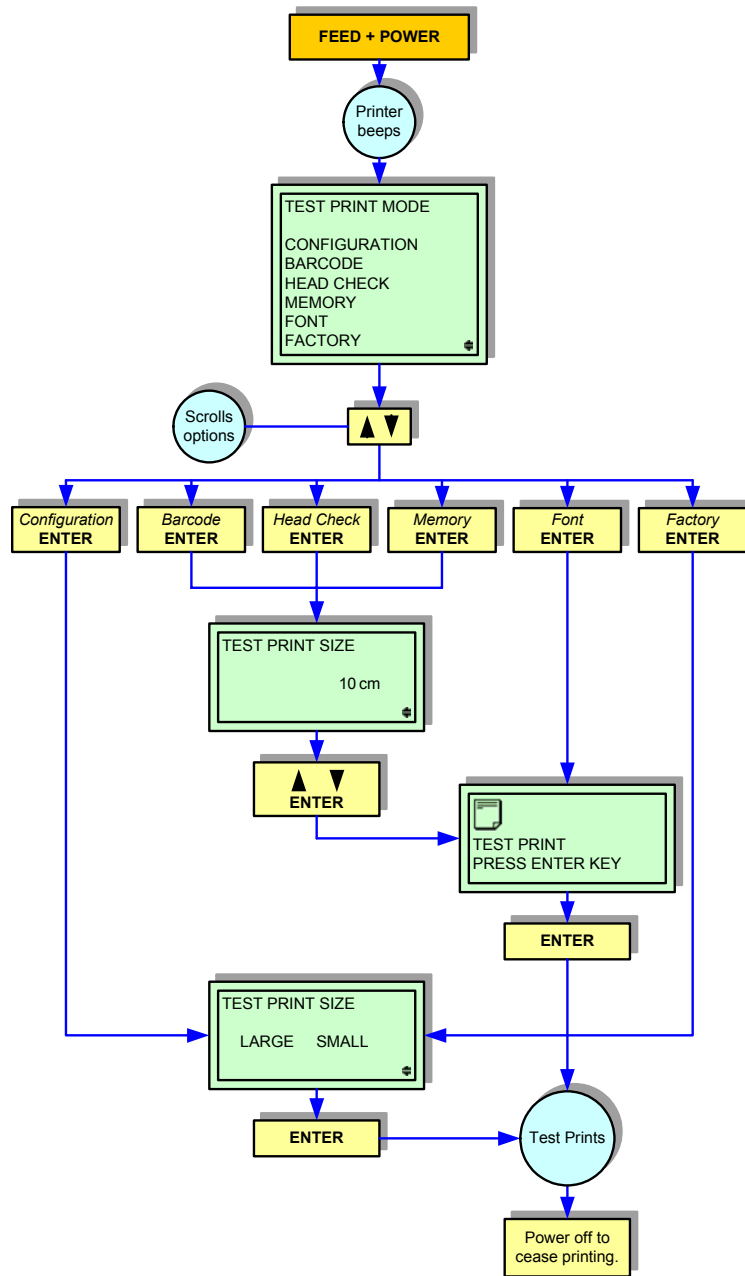 FEED + POWER
Printer
beeps
TEST PRINT MODE
CONFIGURATION
BARCODE
HEAD CHECK
MEMORY
FONT
FACTORY
Scrolls
options
Configuration
ENTER
Barcode
ENTER
Head Check
ENTER
Memory
ENTER
Font
ENTER
Factory
ENTER
TEST PRINT SIZE
10 cm
ENTER
TEST PRINT
PRESS ENTER KEY
ENTER
TEST PRINT SIZE
LARGE SMALL
ENTER
Test Prints
Power off to
cease printing.